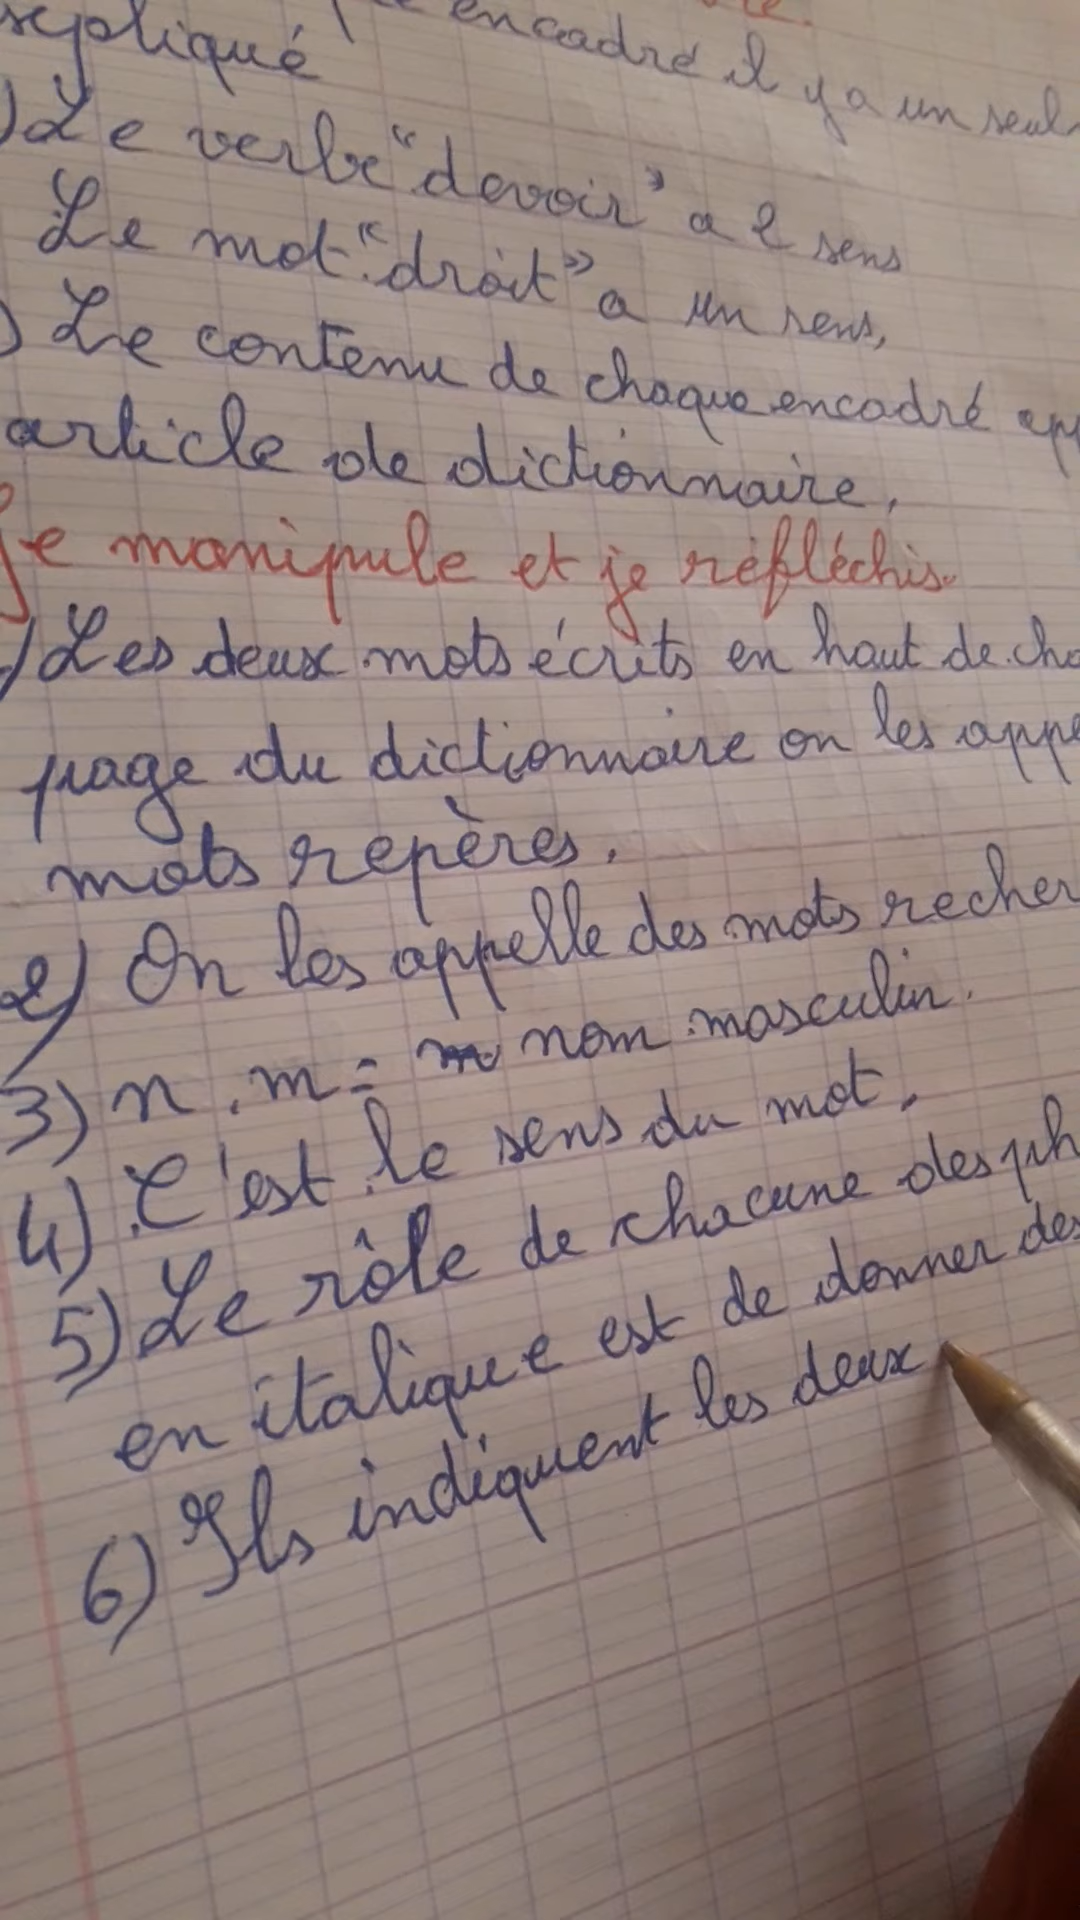 expliqué encadré il y a un seul
Le verbe "devoir" a 2 sens
Le mot "droit" a un sens,
Le contenu de chaque encadré
article de dictionnaire.
Je manipule et je réfléchis.
Les deux mots écrits en haut de
page du dictionnaire on les
mots repères.
2) On les appelle des mots
3) n.m = nom masculin.
4) C'est le sens du mot.
5) Le rôle de chacune des
en italique est de donner des
6) Ils indiquent les deux